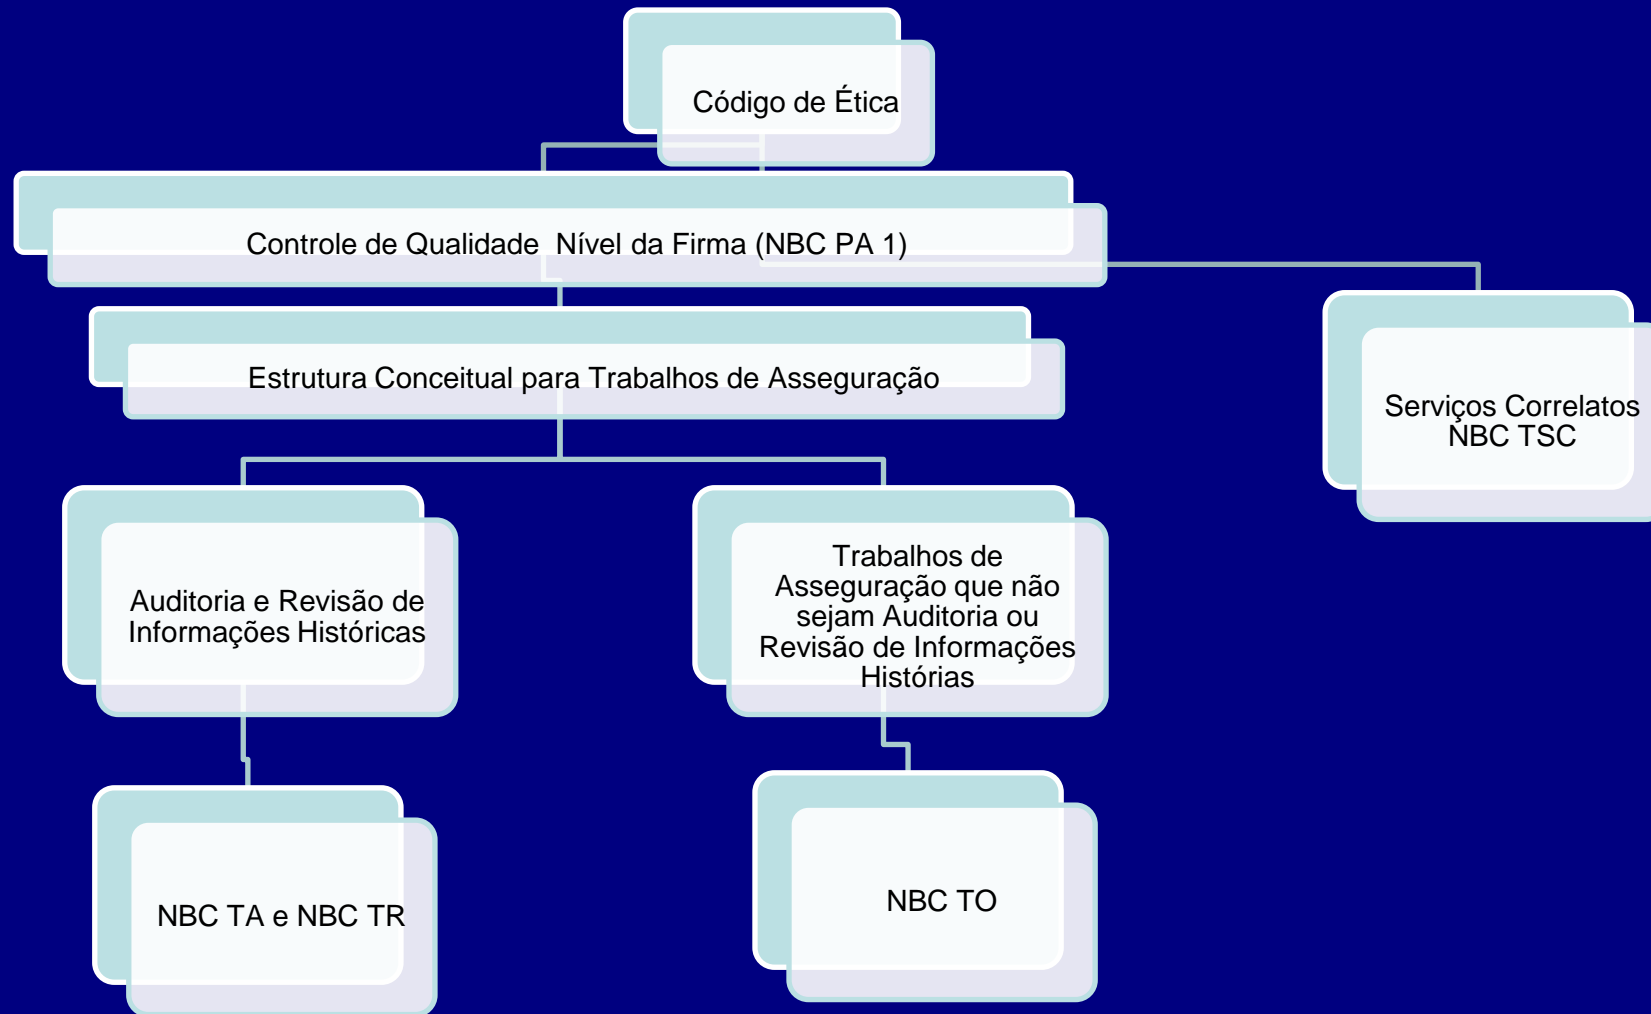 Código de Ética
Controle de Qualidade  Nível da Firma (NBC PA 1)
Estrutura Conceitual para Trabalhos de Asseguração
Serviços Correlatos
NBC TSC
Auditoria e Revisão de
Informações Históricas
Trabalhos de
Asseguração que não
sejam Auditoria ou
Revisão de Informações
Histórias
NBC TA e NBC TR
NBC TO